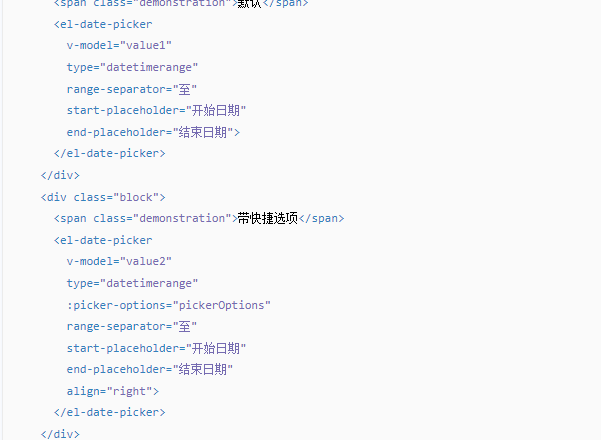 <span class="demonstration">默认</span>
<el-date-picker
v-model="value1"
type="datetimerange"
range-separator="至"
start-placeholder="开始日期"
end-placeholder="结束日期">
</el-date-picker>
</div>
<div class="block">
<span class="demonstration">带快捷选项</span>
<el-date-picker
v-model="value2"
type="datetimerange"
:picker-options="pickerOptions"
range-separator="至"
start-placeholder="开始日期"
end-placeholder="结束日期"
align="right">
</el-date-picker>
</div>